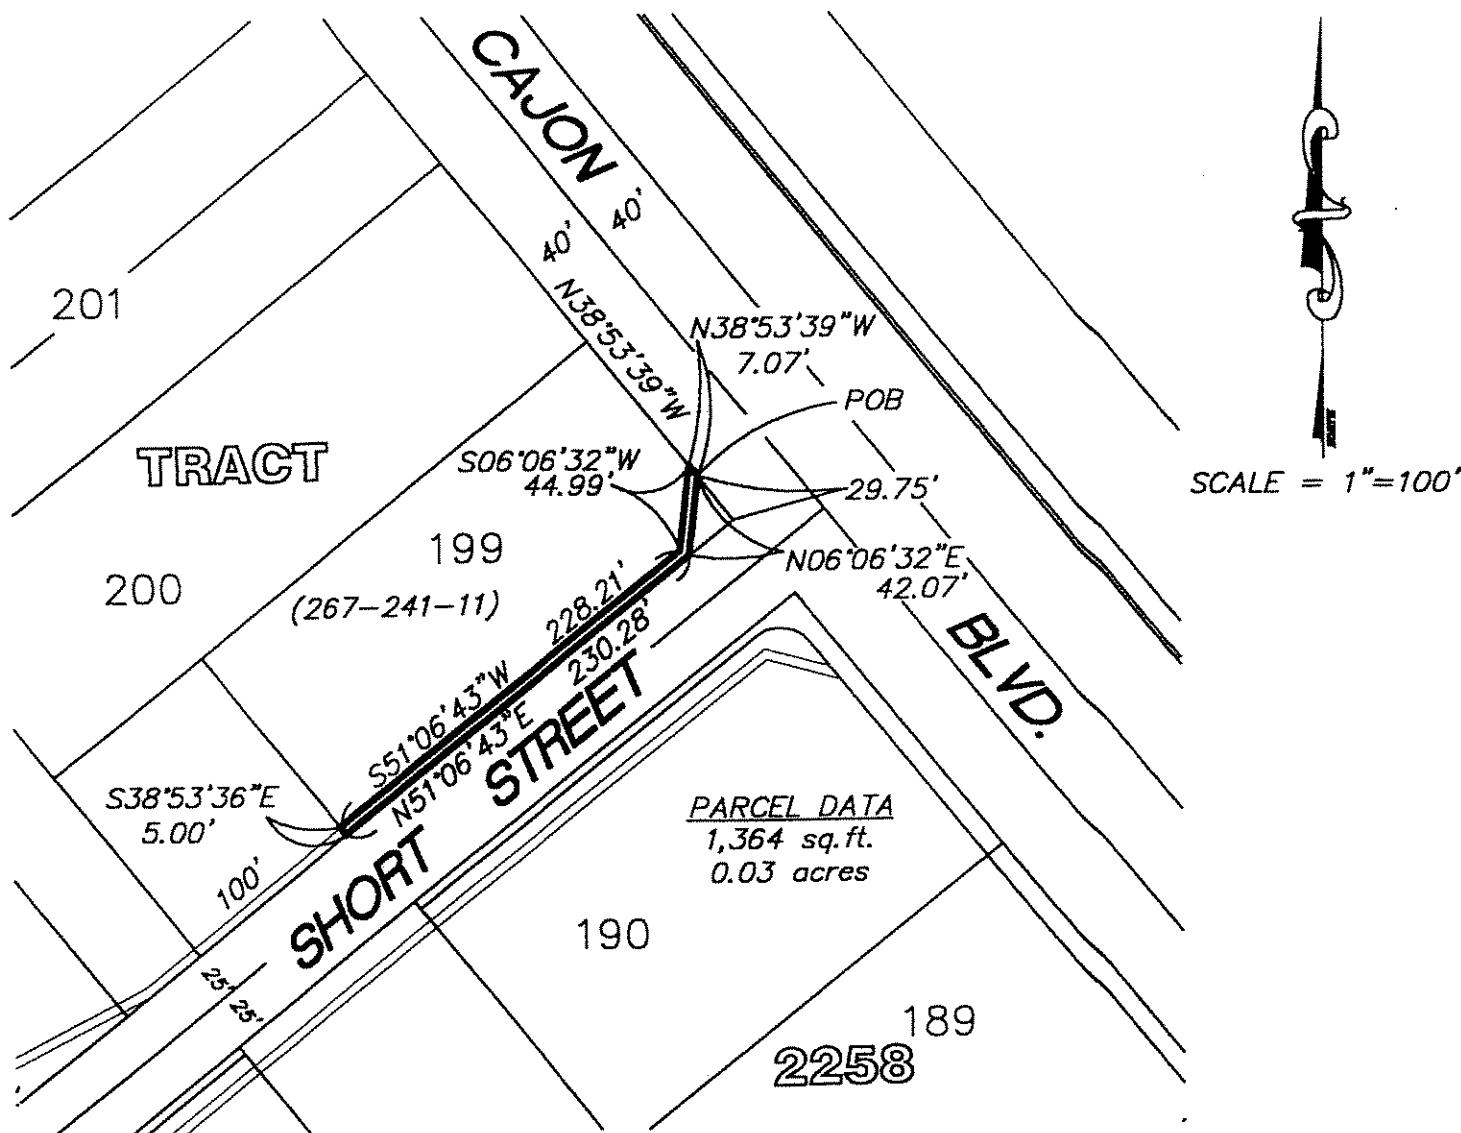 CAJON
40'
40'
N38°53'39"W
201
N38°53'39"W
7.07'
POB
TRACT
S06°06'32"W
44.99'
29.75'
SCALE = 1"=100'
199
N06°06'32"E
42.07'
200
(267-241-11)
228.21'
230.28'
BLVD.
S51°06'43"W
N51°06'43"E
STREET
S38°53'36"E
5.00'
PARCEL DATA
1,364 sq.ft.
0.03 acres
100'
SHORT
190
25'
25'
189
2258